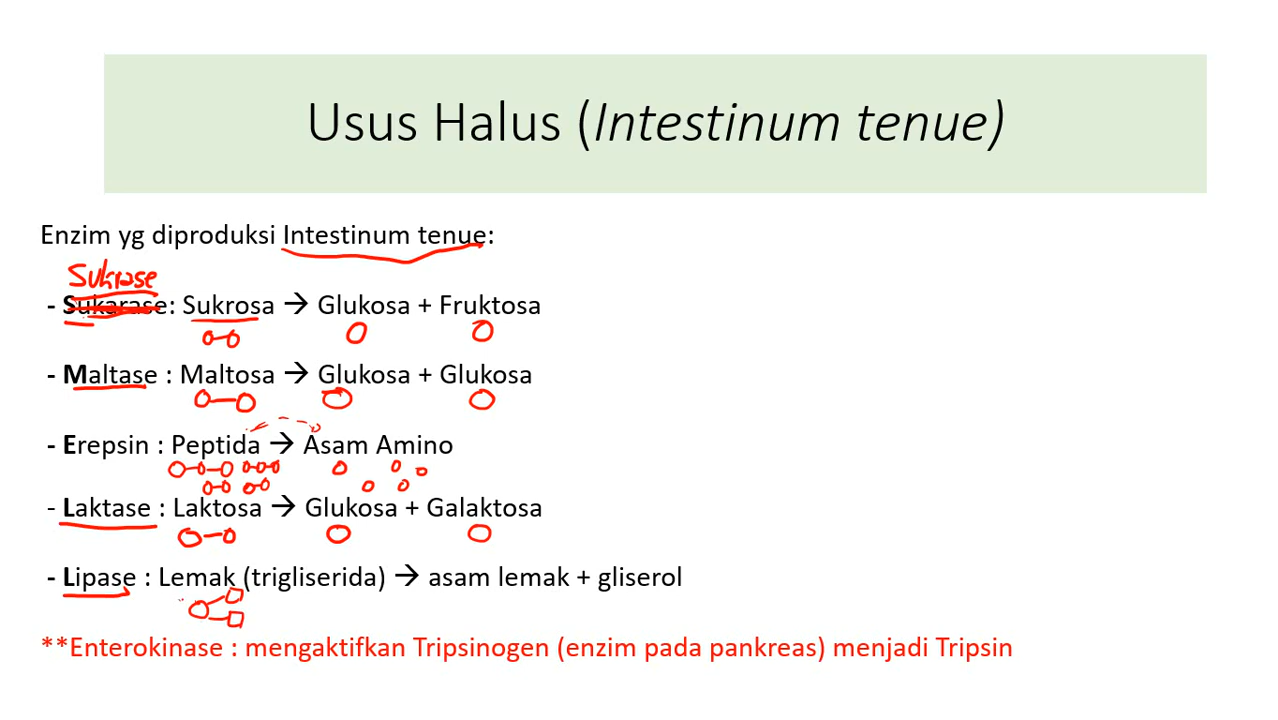 Usus Halus (Intestinum tenue)
Enzim yg diproduksi Intestinum tenue:
Sukrase
- Sukarase: Sukrosa → Glukosa + Fruktosa
- Maltase : Maltosa → Glukosa + Glukosa
- Erepsin : Peptida → Asam Amino
- Laktase : Laktosa → Glukosa + Galaktosa
- Lipase : Lemak (trigliserida) → asam lemak + gliserol
**Enterokinase : mengaktifkan Tripsinogen (enzim pada pankreas) menjadi Tripsin